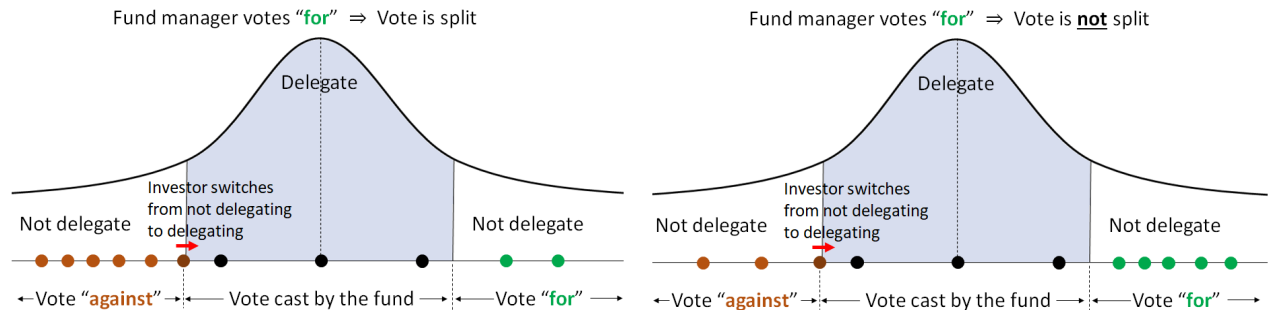 Fund manager votes “for” ⇒ Vote is split
Delegate
Investor switches
from not delegating
to delegating
Not delegate
Not delegate
Vote “against”
Vote cast by the fund
Vote “for”
Fund manager votes “for” ⇒ Vote is not split
Delegate
Investor switches
from not delegating
to delegating
Not delegate
Not delegate
Vote “against”
Vote cast by the fund
Vote “for”